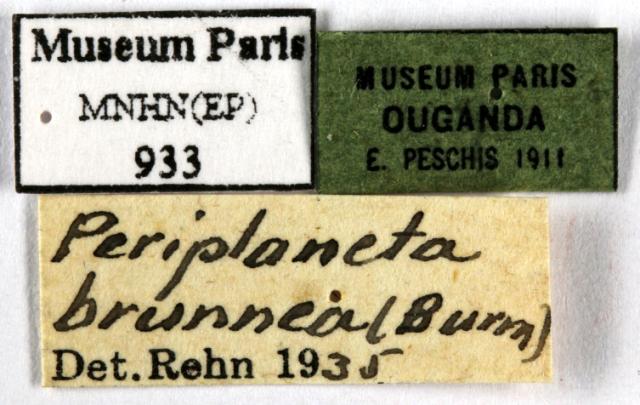 Museum Paris
MNHN(EP)
933
MUSEUM PARIS
OUGANDA
E. PESCHIS 1911
Periplaneta
brunnea (Burm)
Det. Rehn 1935